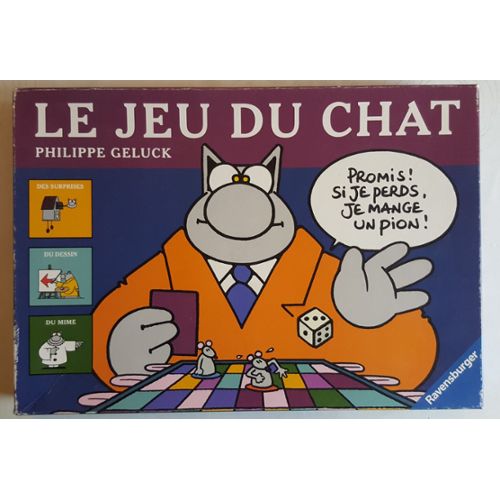 LE JEU DU CHAT
PHILIPPE GELUCK
PROMIS!
SI JE PERDS,
JE MANGE
UN PION!
DES SURPRISES
DU DESSIN
DU MIME
Ravensburger